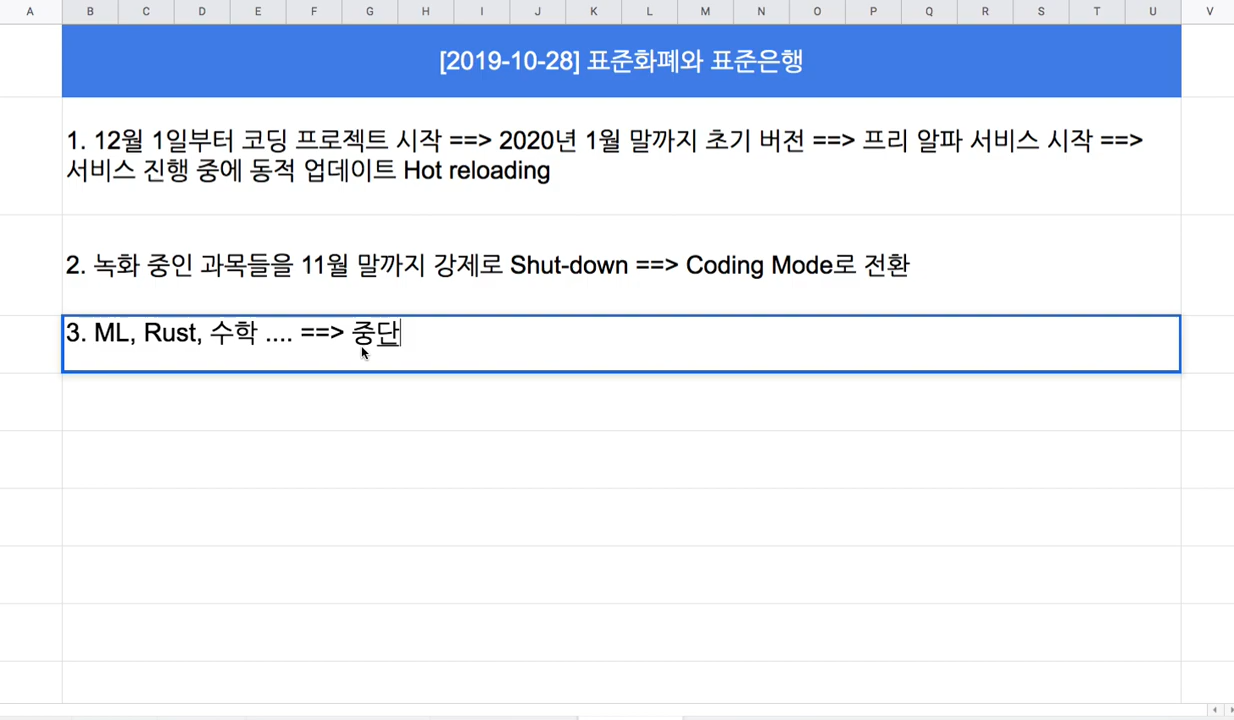 A B C D E F G H I J K L M N O P Q R S T U V
[2019-10-28] 표준화폐와 표준은행
1. 12월 1일부터 코딩 프로젝트 시작 ==> 2020년 1월 말까지 초기 버전 ==> 프리 알파 서비스 시작 ==>
서비스 진행 중에 동적 업데이트 Hot reloading
2. 녹화 중인 과목들을 11월 말까지 강제로 Shut-down ==> Coding Mode로 전환
3. ML, Rust, 수학 .... ==> 중단